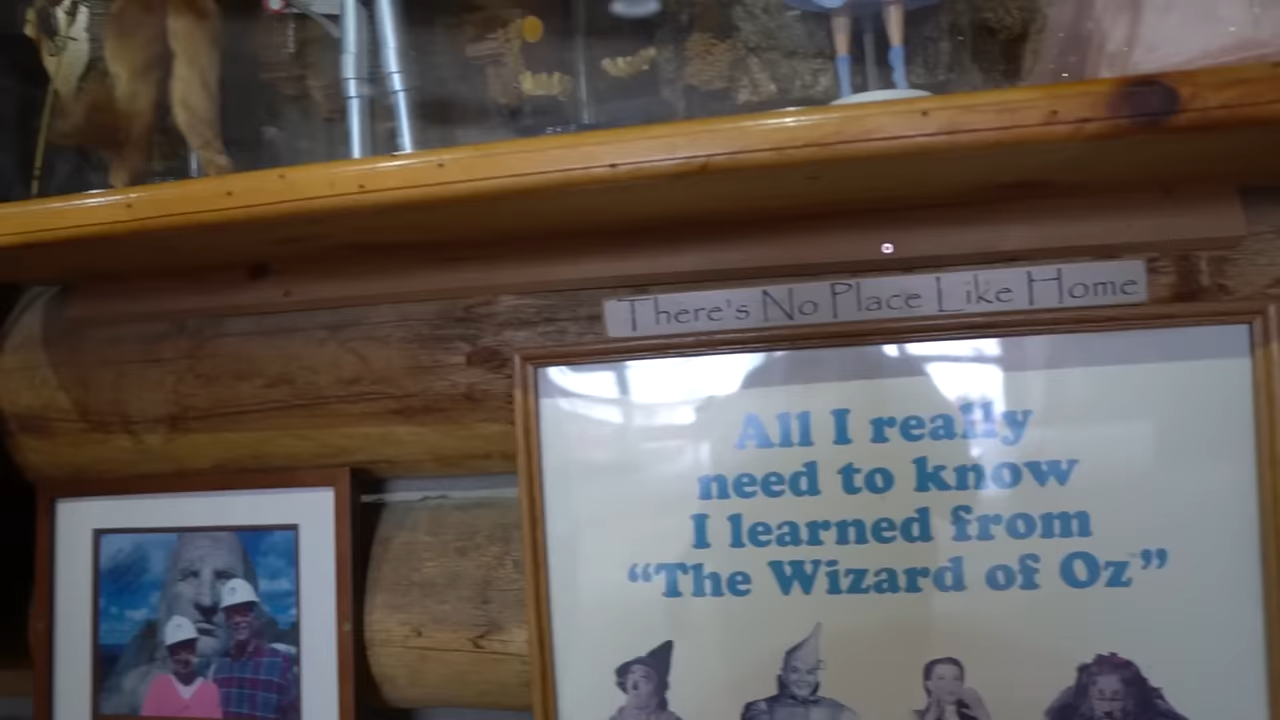 There's No Place Like Home
All I really
need to know
I learned from
“The Wizard of Oz”